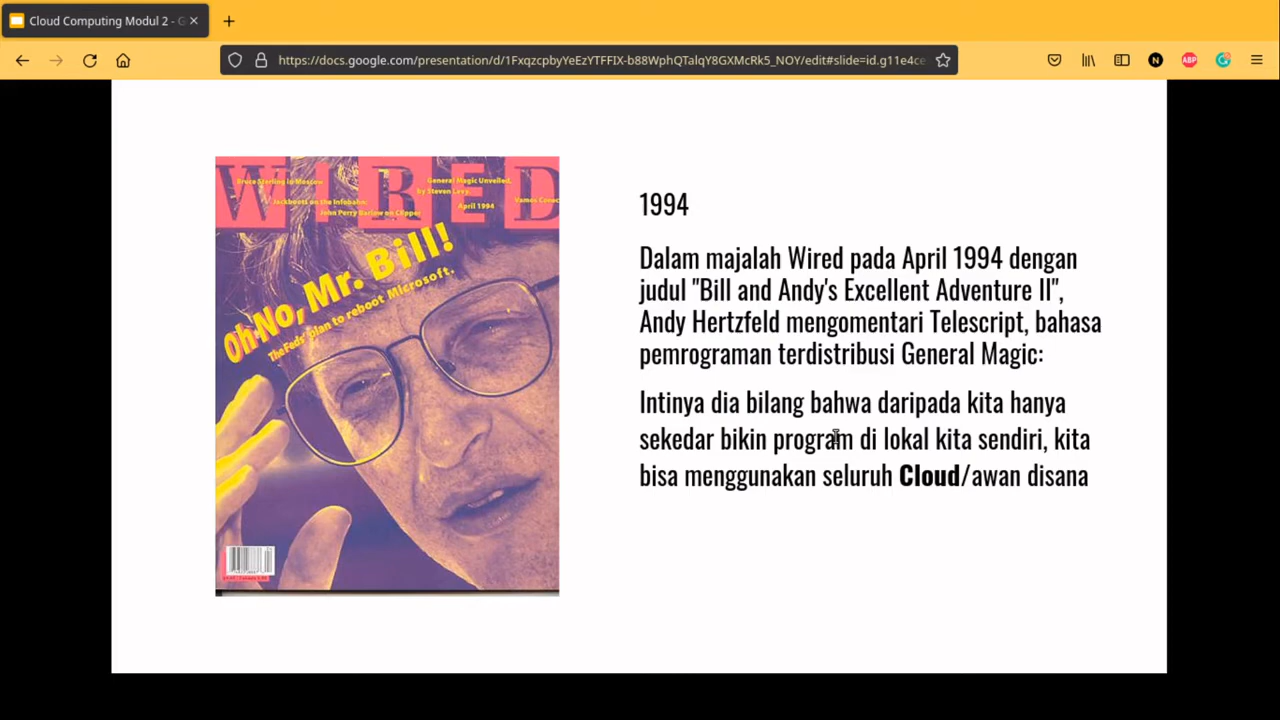 Cloud Computing Modul 2 - G
https://docs.google.com/presentation/d/1FxqzcpbyYeEzYTFFIX-b88WphQTalqY8GXMcRk5_NOY/edit#slide=id.g11e4ce
N
ABP
WIRED
Bruce Sterling in Moscow
Jackboots on the Infobahn:
John Perry Barlow on Clipper
General Magic Unveiled,
by Steven Levy.
April 1994
Oh No, Mr. Bill!
The Feds' plan to reboot Microsoft.
1994
Dalam majalah Wired pada April 1994 dengan
judul "Bill and Andy's Excellent Adventure II",
Andy Hertzfeld mengomentari Telescript, bahasa
pemrograman terdistribusi General Magic:
Intinya dia bilang bahwa daripada kita hanya
sekedar bikin program di lokal kita sendiri, kita
bisa menggunakan seluruh Cloud/awan disana